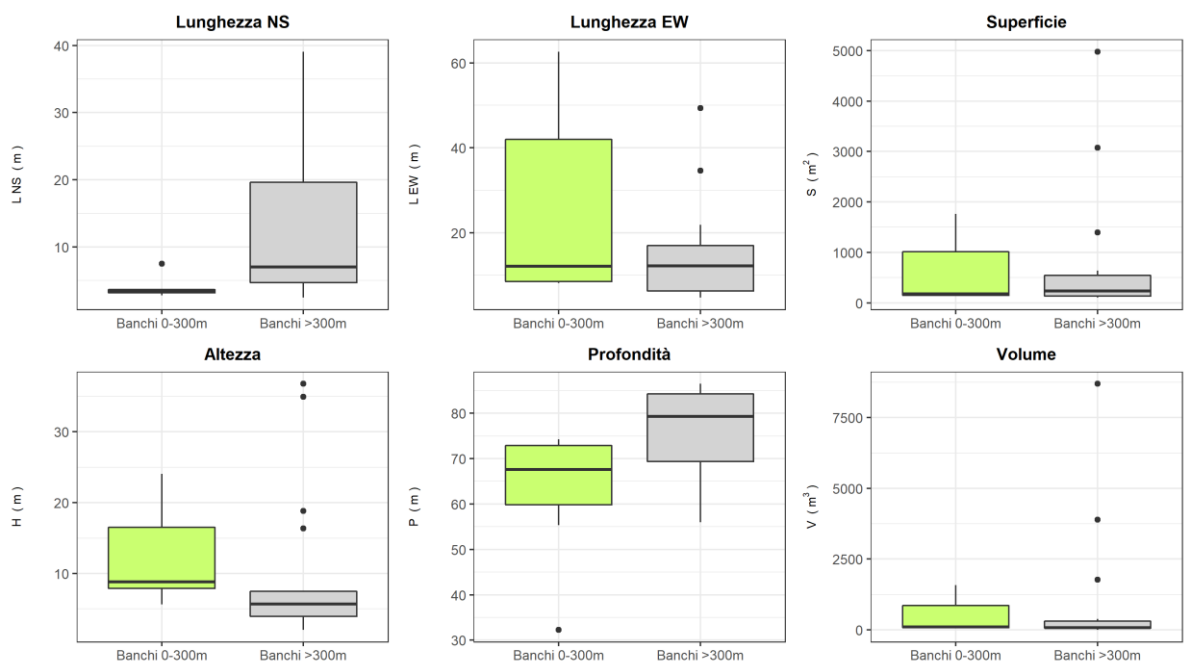 Lunghezza NS
Lunghezza EW
Superficie
L NS ( m )
40
30
20
10
Banchi 0-300m
Banchi >300m
L EW ( m )
60
40
20
Banchi 0-300m
Banchi >300m
S ( m² )
5000
4000
3000
2000
1000
0
Banchi 0-300m
Banchi >300m
Altezza
Profondità
Volume
H ( m )
30
20
10
Banchi 0-300m
Banchi >300m
P ( m )
80
70
60
50
40
30
Banchi 0-300m
Banchi >300m
V ( m³ )
7500
5000
2500
0
Banchi 0-300m
Banchi >300m